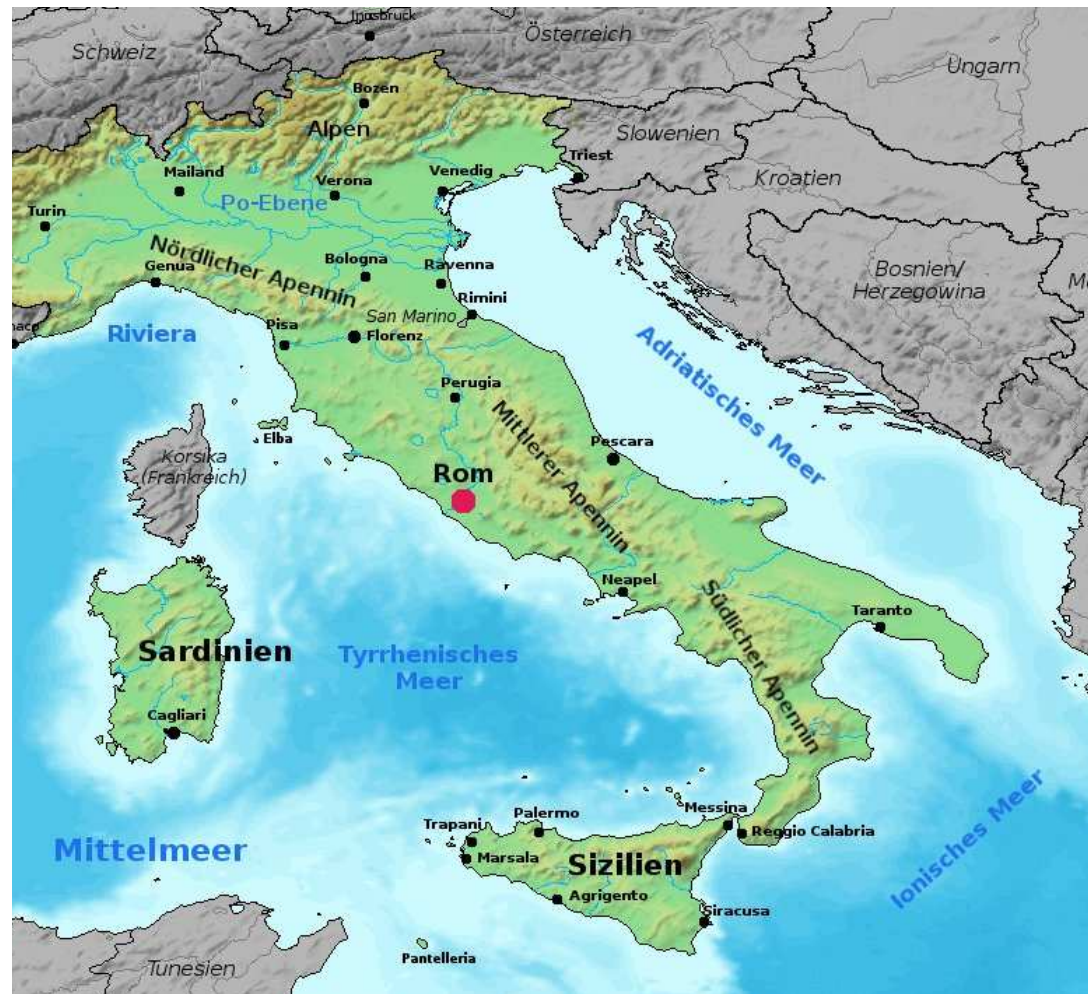 Innsbruck
Schweiz
Österreich
Ungarn
Bozen
Alpen
Slowenien
Triest
Mailand
Verona
Venedig
Kroatien
Po-Ebene
Turin
Nördlicher Apennin
Genua
Bologna
Ravenna
Bosnien/
Herzegowina
Rimini
San Marino
Riviera
Pisa
Florenz
Adriatisches Meer
Perugia
Mittlerer Apennin
Elba
Pescara
Korsika
(Frankreich)
Rom
Neapel
Südlicher Apennin
Taranto
Sardinien
Tyrrhenisches
Meer
Cagliari
Messina
Palermo
Trapani
Reggio Calabria
Mittelmeer
Marsala
Sizilien
Ionisches Meer
Agrigento
Siracusa
Pantelleria
Tunesien